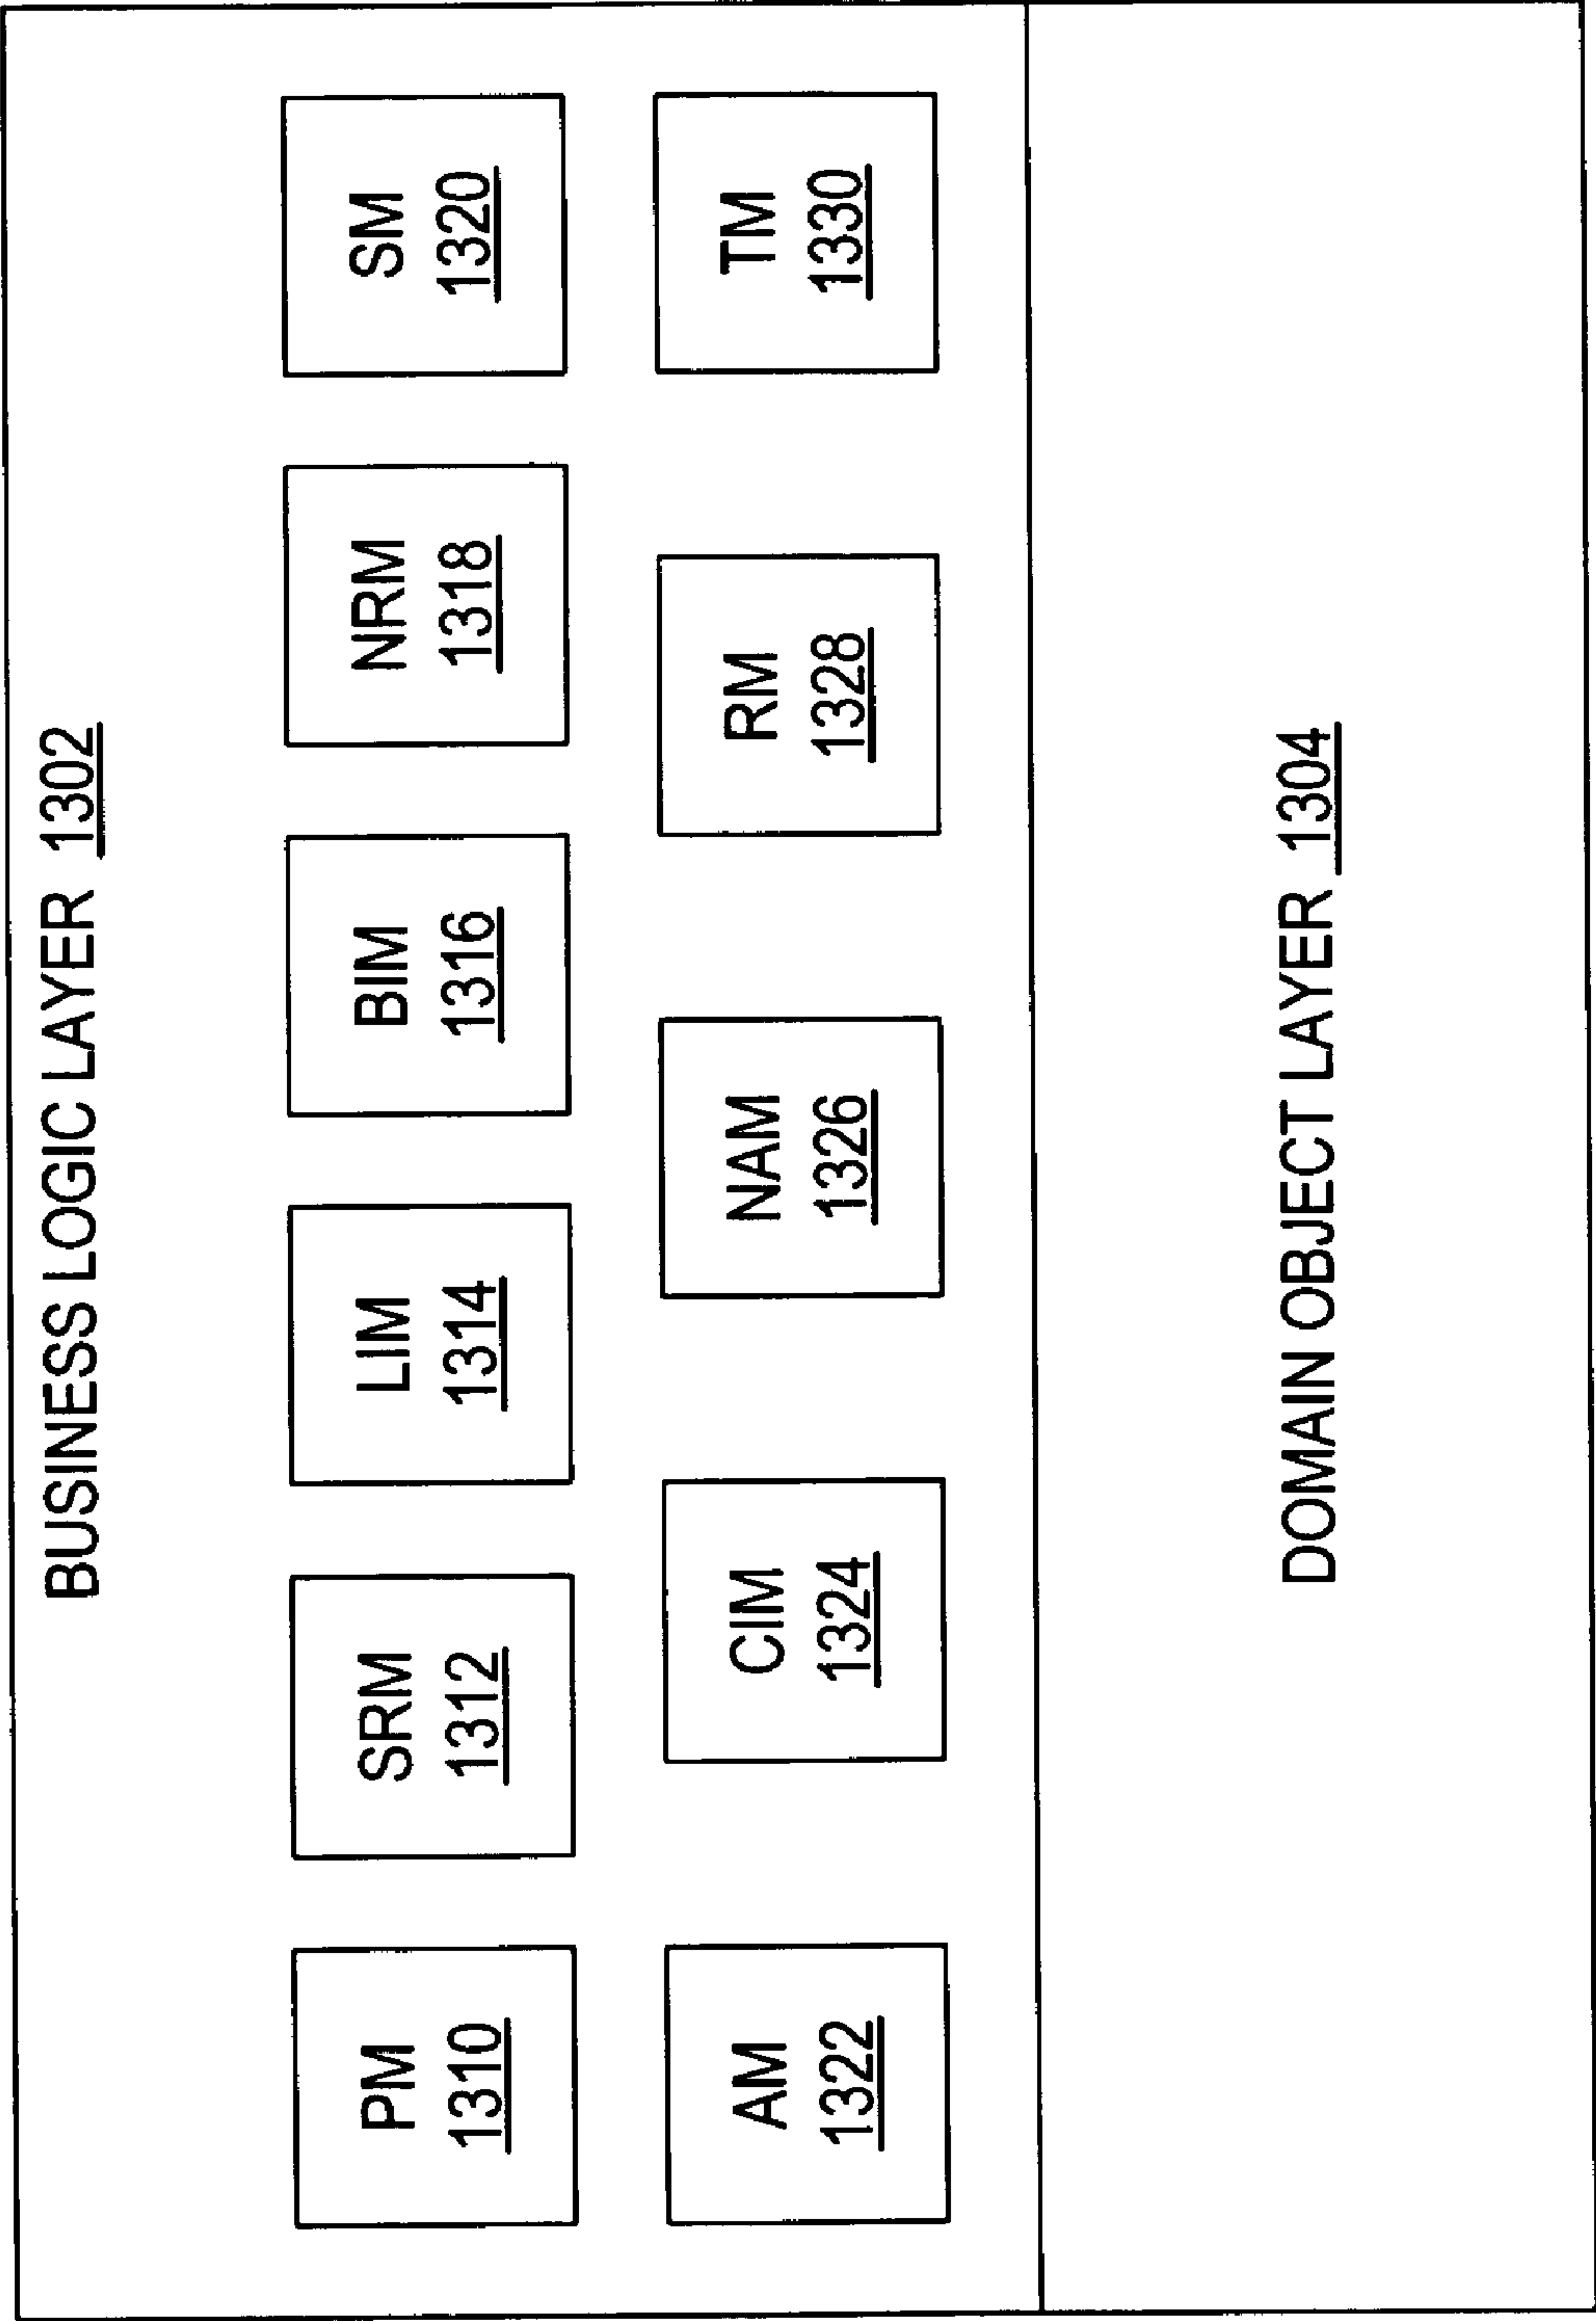 BUSINESS LOGIC LAYER 1302
PM
1310
SRM
1312
LIM
1314
BIM
1316
NRM
1318
SM
1320
AM
1322
CIM
1324
NAM
1326
RM
1328
TM
1330
DOMAIN OBJECT LAYER 1304